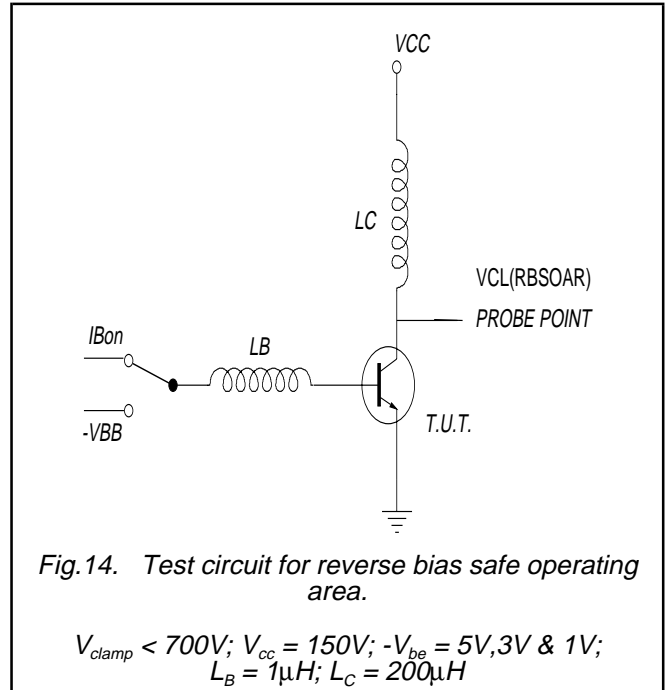 VCC
LC
VCL(RBSOAR)
PROBE POINT
IBon
LB
-VBB
T.U.T.
Fig.14. Test circuit for reverse bias safe operating
area.
Vclamp < 700V; Vcc = 150V; -Vbe = 5V,3V & 1V;
LB = 1μH; LC = 200μH